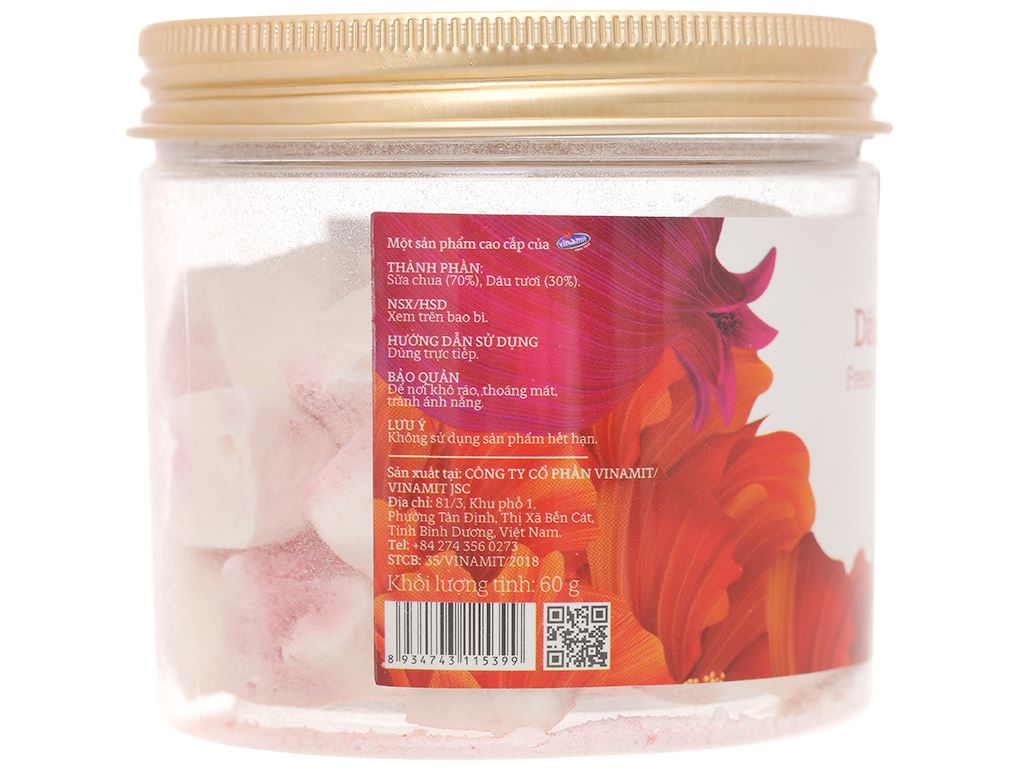 Một sản phẩm cao cấp của vinamit
THÀNH PHẦN:
Sữa chua (70%), Dâu tươi (30%).
NSX/HSD
Xem trên bao bì.
HƯỚNG DẪN SỬ DỤNG
Dùng trực tiếp.
BẢO QUẢN
Để nơi khô ráo, thoáng mát,
tránh ánh nắng.
LƯU Ý
Không sử dụng sản phẩm hết hạn.
Sản xuất tại: CÔNG TY CỔ PHẦN VINAMIT/
VINAMIT JSC
Địa chỉ: 81/3, Khu phố 1,
Phường Tân Định, Thị Xã Bến Cát,
Tỉnh Bình Dương, Việt Nam.
Tel: +84 274 356 0273
STCB: 35/VINAMIT/2018
Khối lượng tịnh: 60 g
8 934743 115399